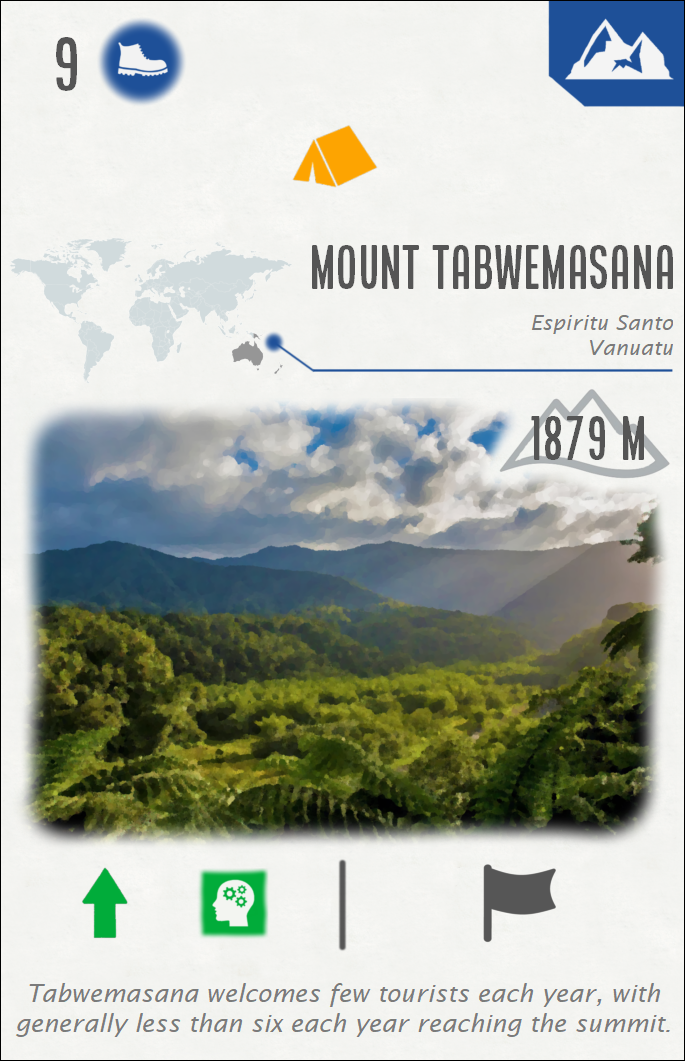 9
MOUNT TABWEMASANA
Espiritu Santo
Vanuatu
1879 M
Tabwemasana welcomes few tourists each year, with
generally less than six each year reaching the summit.